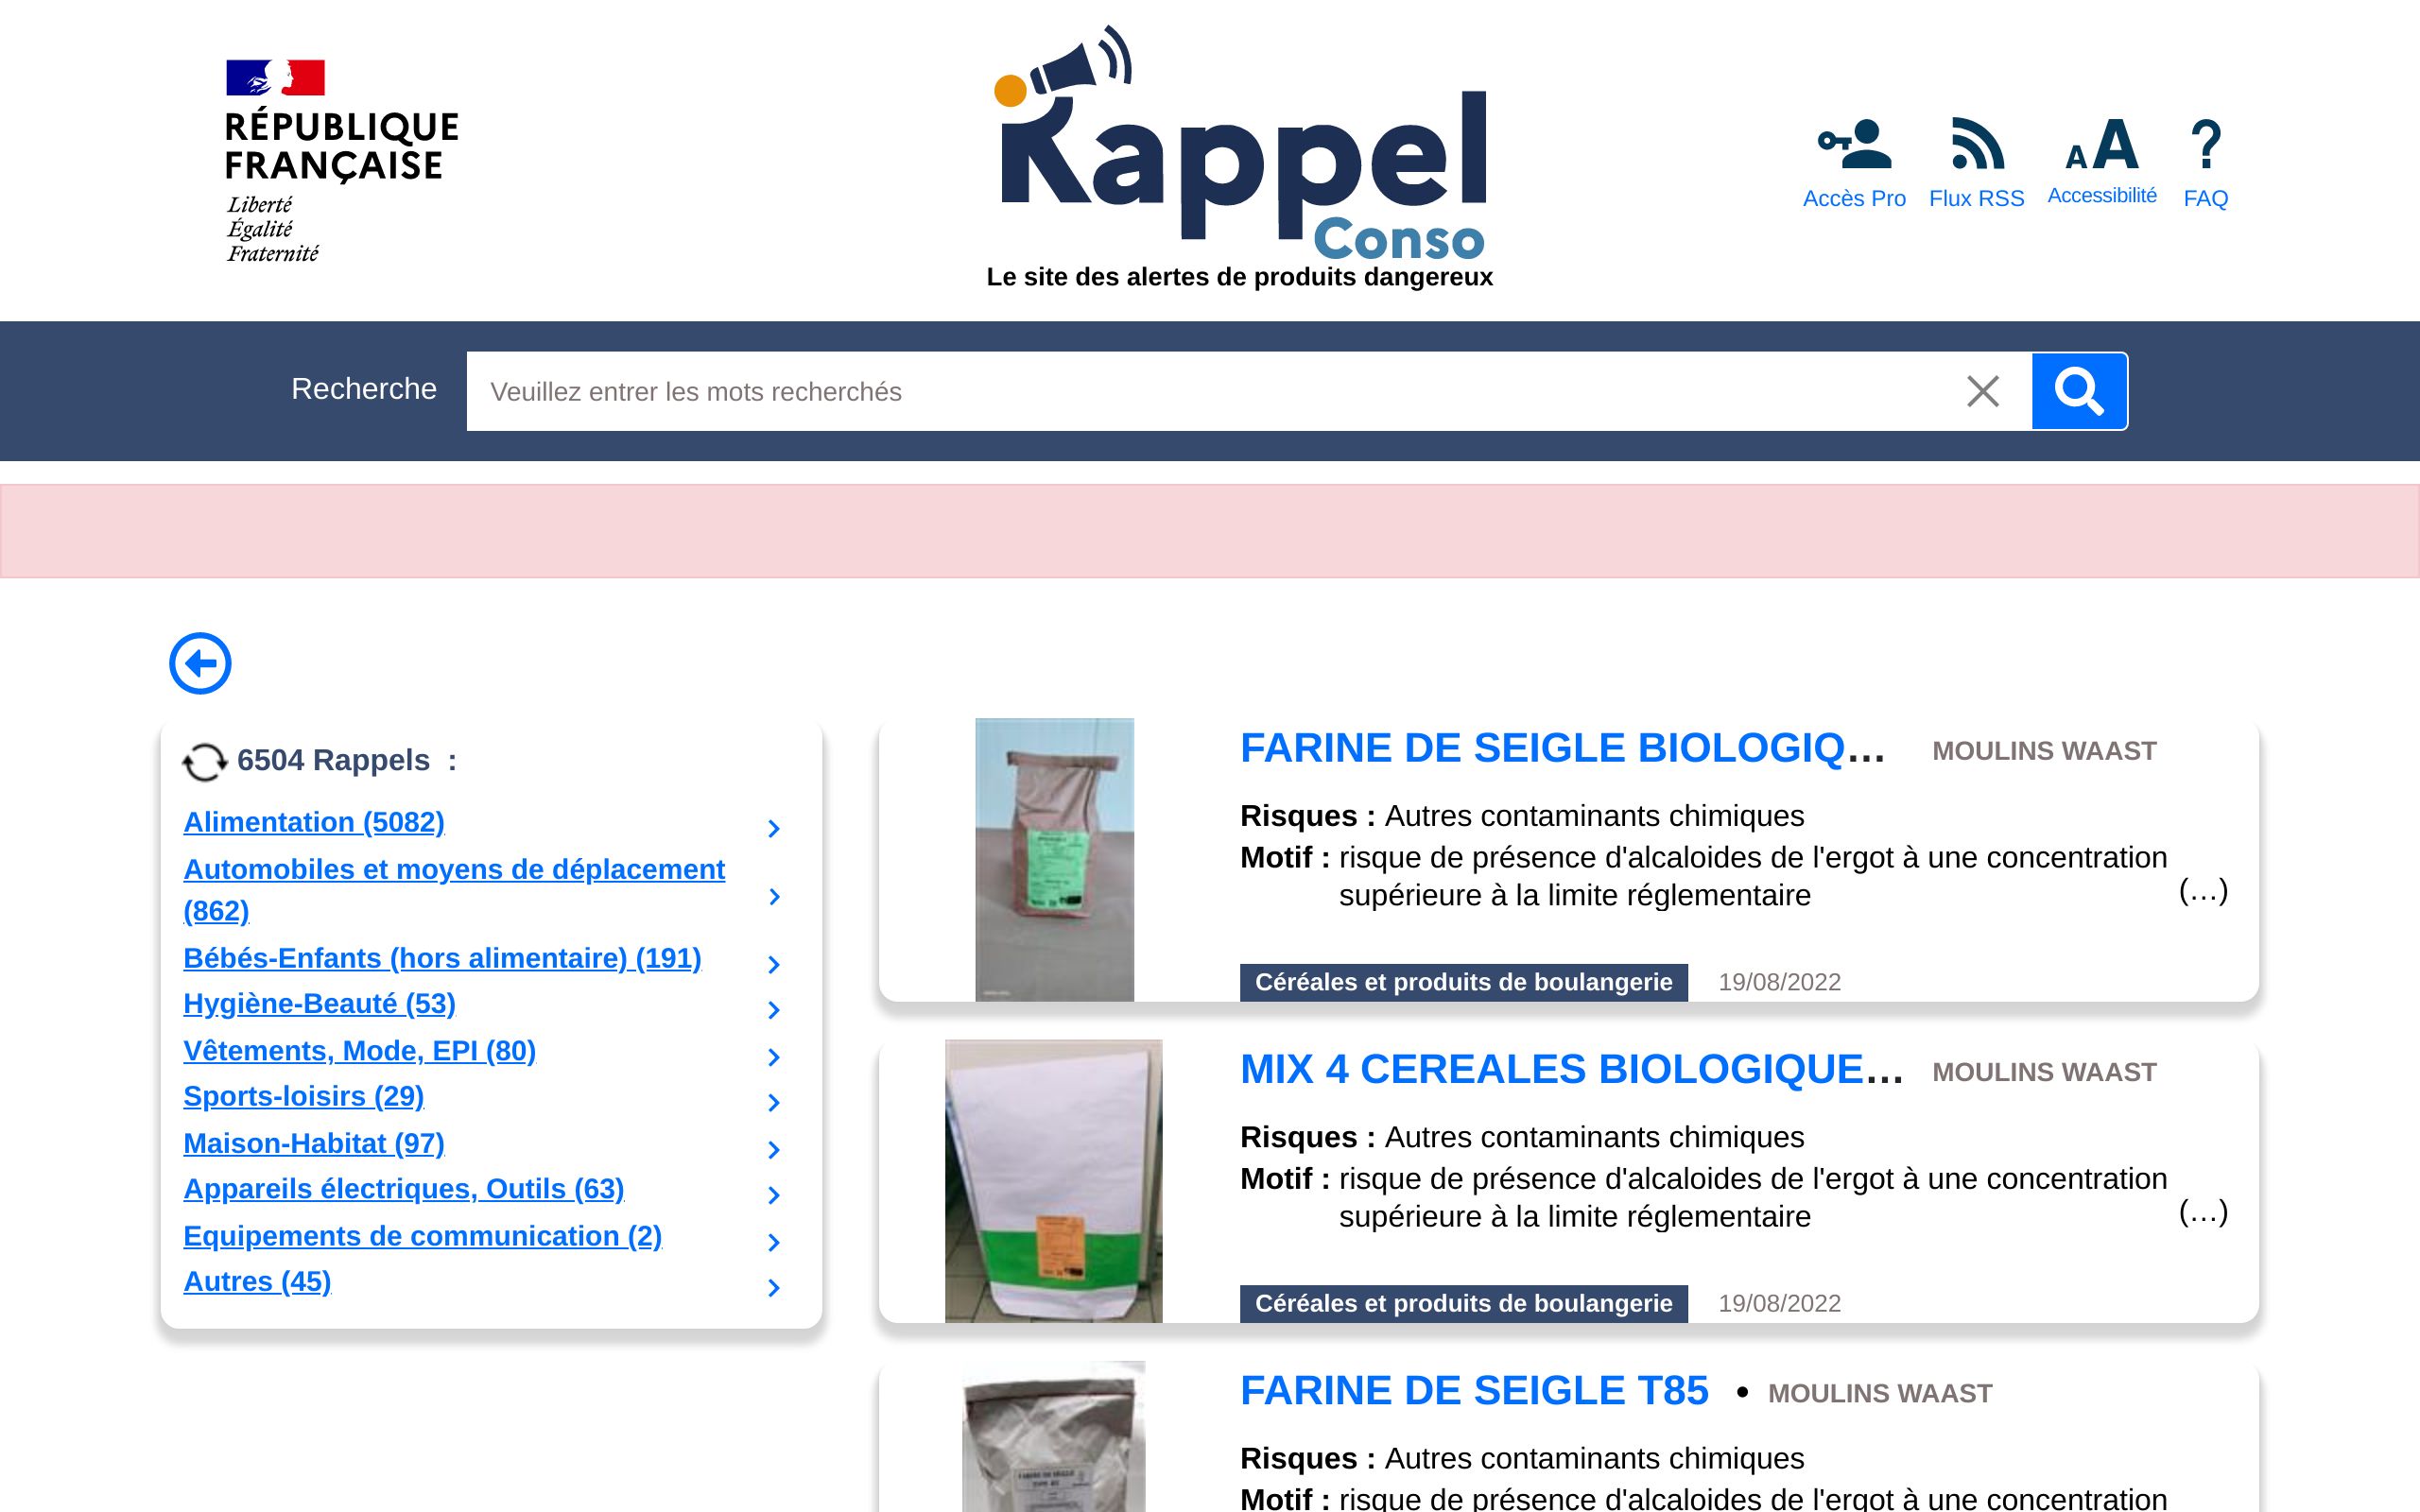 RÉPUBLIQUE
FRANÇAISE
Liberté
Égalité
Fraternité
Rappel
Conso
Le site des alertes de produits dangereux
Accès Pro
Flux RSS
Accessibilité
FAQ
Recherche
Veuillez entrer les mots recherchés
6504 Rappels :
Alimentation (5082)
Automobiles et moyens de déplacement
(862)
Bébés-Enfants (hors alimentaire) (191)
Hygiène-Beauté (53)
Vêtements, Mode, EPI (80)
Sports-loisirs (29)
Maison-Habitat (97)
Appareils électriques, Outils (63)
Equipements de communication (2)
Autres (45)
FARINE DE SEIGLE BIOLOGIQ… MOULINS WAAST
Risques : Autres contaminants chimiques
Motif : risque de présence d'alcaloides de l'ergot à une concentration
supérieure à la limite réglementaire (…)
Céréales et produits de boulangerie 19/08/2022
MIX 4 CEREALES BIOLOGIQUE… MOULINS WAAST
Risques : Autres contaminants chimiques
Motif : risque de présence d'alcaloides de l'ergot à une concentration
supérieure à la limite réglementaire (…)
Céréales et produits de boulangerie 19/08/2022
FARINE DE SEIGLE T85 • MOULINS WAAST
Risques : Autres contaminants chimiques
Motif : risque de présence d'alcaloides de l'ergot à une concentration